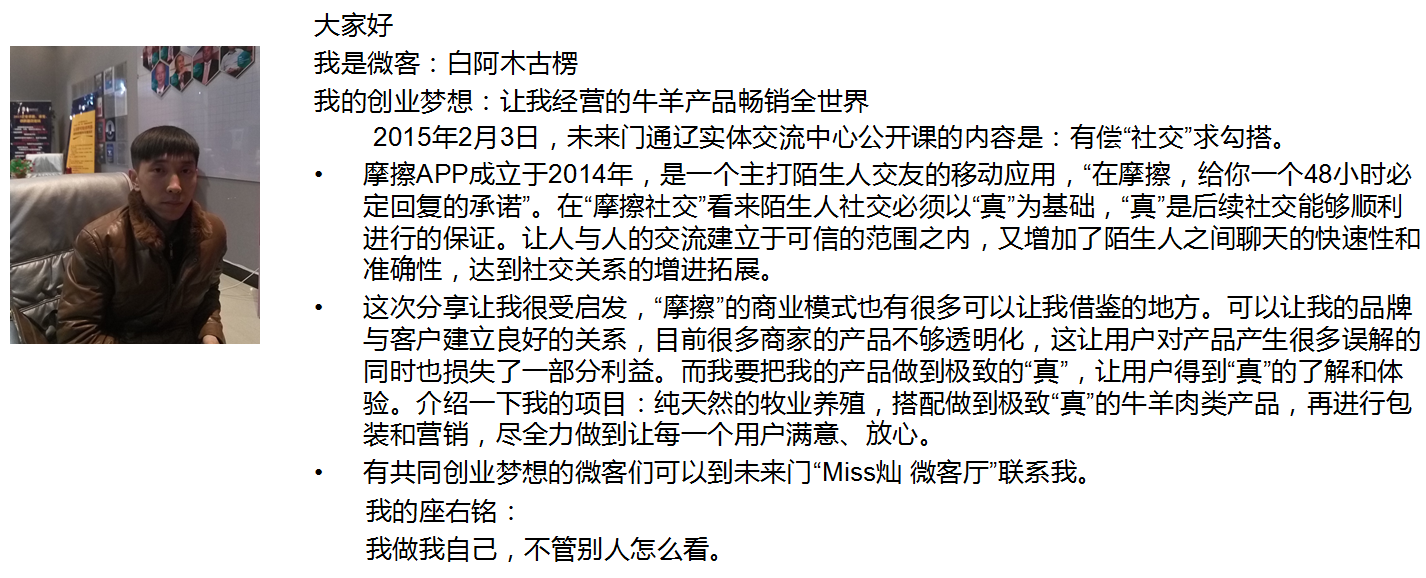 大家好
我是微客：白阿木古楞
我的创业梦想：让我经营的牛羊产品畅销全世界
2015年2月3日，未来门通辽实体交流中心公开课的内容是：有偿“社交”求勾搭。
• 摩擦APP成立于2014年，是一个主打陌生人交友的移动应用，“在摩擦，给你一个48小时必
定回复的承诺”。在“摩擦社交”看来陌生人社交必须以“真”为基础，“真”是后续社交能够顺利
进行的保证。让人与人的交流建立于可信的范围之内，又增加了陌生人之间聊天的快速性和
准确性，达到社交关系的增进拓展。
• 这次分享让我很受启发，“摩擦”的商业模式也有很多可以让我借鉴的地方。可以让我的品牌
与客户建立良好的关系，目前很多商家的产品不够透明化，这让用户对产品产生很多误解的
同时也损失了一部分利益。而我要把我的产品做到极致的“真”，让用户得到“真”的了解和体
验。介绍一下我的项目：纯天然的牧业养殖，搭配做到极致“真”的牛羊肉类产品，再进行包
装和营销，尽全力做到让每一个用户满意、放心。
• 有共同创业梦想的微客们可以到未来门“Miss灿 微客厅”联系我。
我的座右铭：
我做我自己，不管别人怎么看。